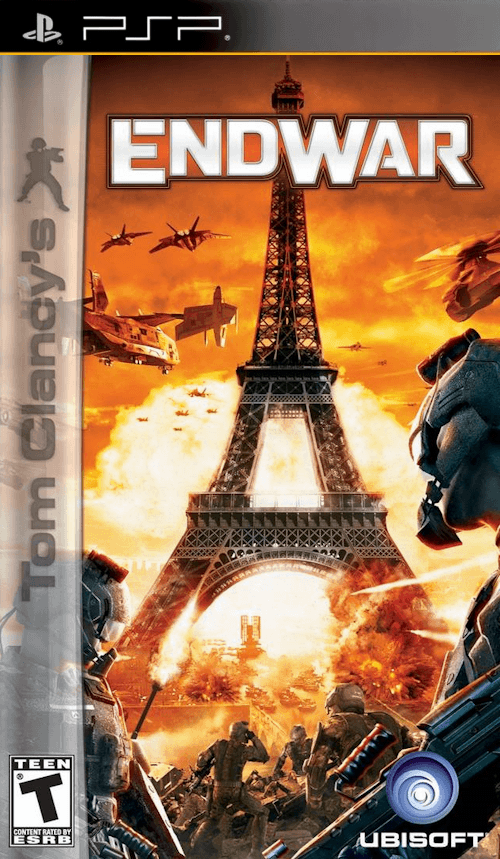 PSP
ENDWAR
Tom Clancy's
TEEN
T
CONTENT RATED BY
ESRB
UBISOFT